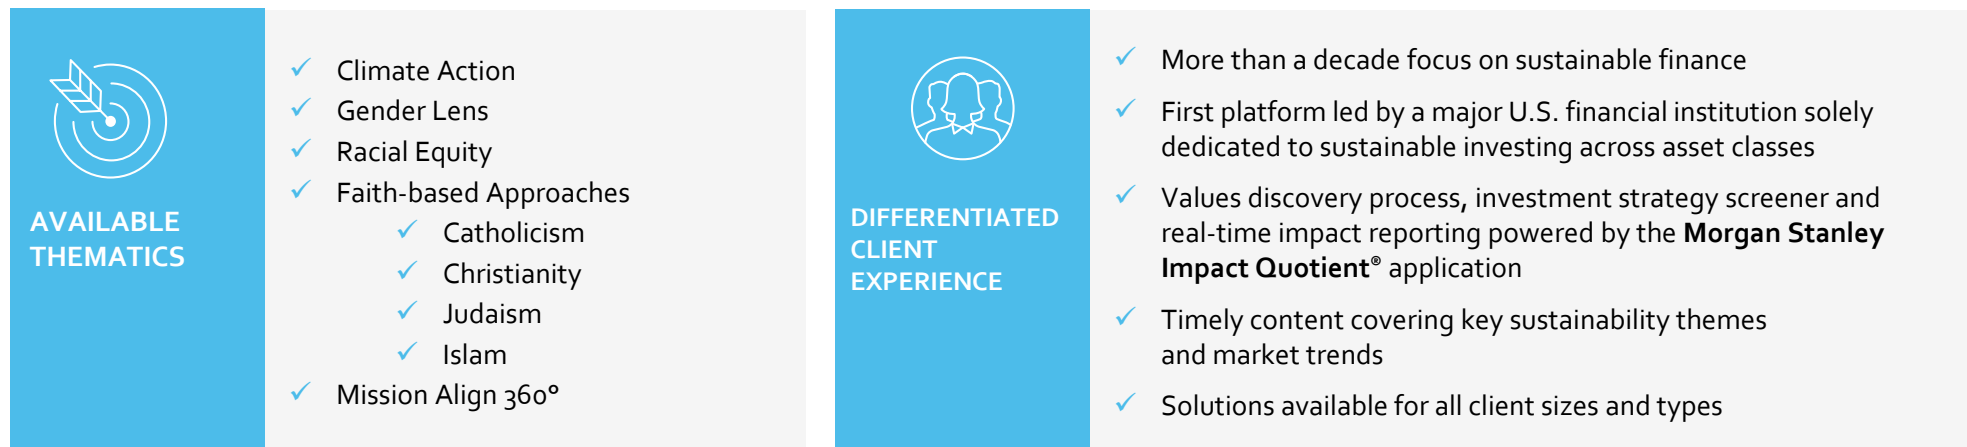 AVAILABLE
THEMATICS
Climate Action
Gender Lens
Racial Equity
Faith-based Approaches
Catholicism
Christianity
Judaism
Islam
Mission Align 360°
DIFFERENTIATED
CLIENT
EXPERIENCE
More than a decade focus on sustainable finance
First platform led by a major U.S. financial institution solely
dedicated to sustainable investing across asset classes
Values discovery process, investment strategy screener and
real-time impact reporting powered by the Morgan Stanley
Impact Quotient® application
Timely content covering key sustainability themes
and market trends
Solutions available for all client sizes and types